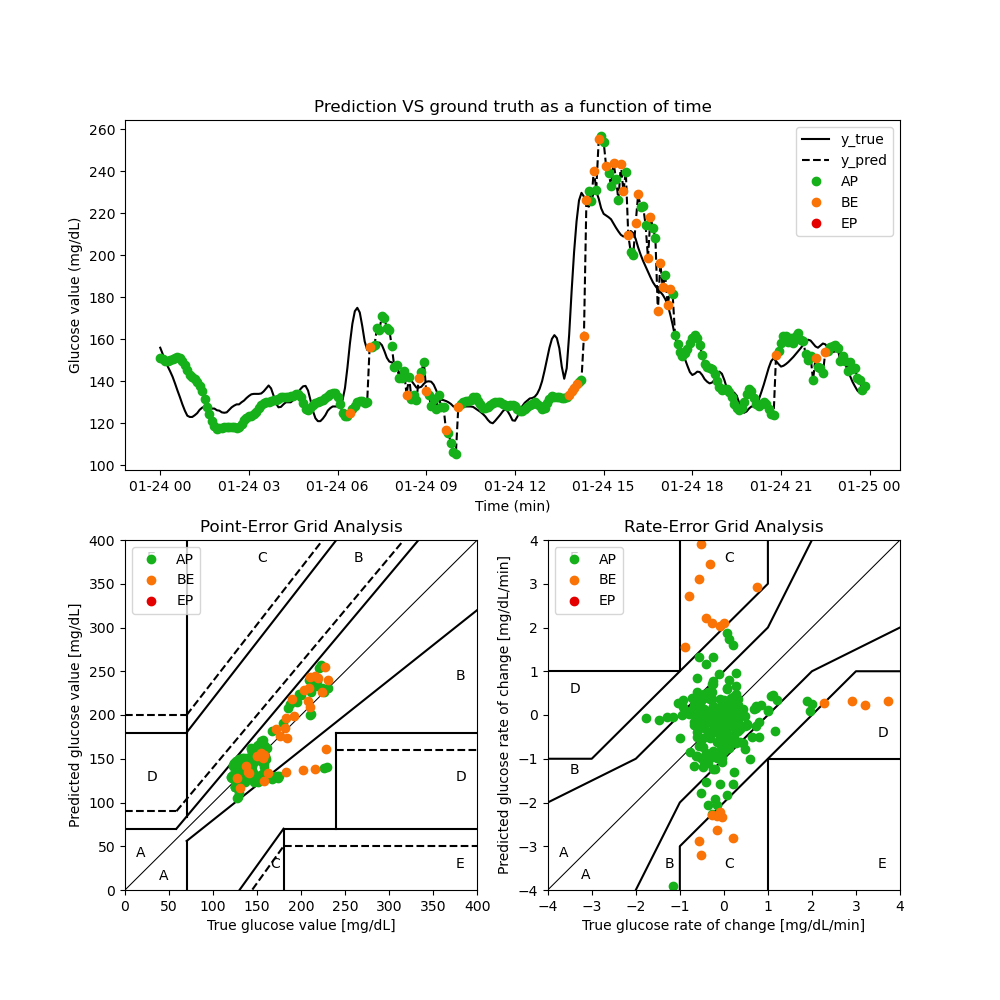 Prediction VS ground truth as a function of time
Glucose value (mg/dL)
260
240
220
200
180
160
140
120
100
y_true
y_pred
AP
BE
EP
01-24 00 01-24 03 01-24 06 01-24 09 01-24 12 01-24 15 01-24 18 01-24 21 01-25 00
Time (min)
Point-Error Grid Analysis
Predicted glucose value [mg/dL]
400
350
300
250
200
150
100
50
0
AP
BE
EP
C
B
B
D
D
A
A
C
E
0 50 100 150 200 250 300 350 400
True glucose value [mg/dL]
Rate-Error Grid Analysis
Predicted glucose rate of change [mg/dL/min]
4
3
2
1
0
−1
−2
−3
−4
AP
BE
EP
C
D
D
B
A
A
B
C
E
−4 −3 −2 −1 0 1 2 3 4
True glucose rate of change [mg/dL/min]